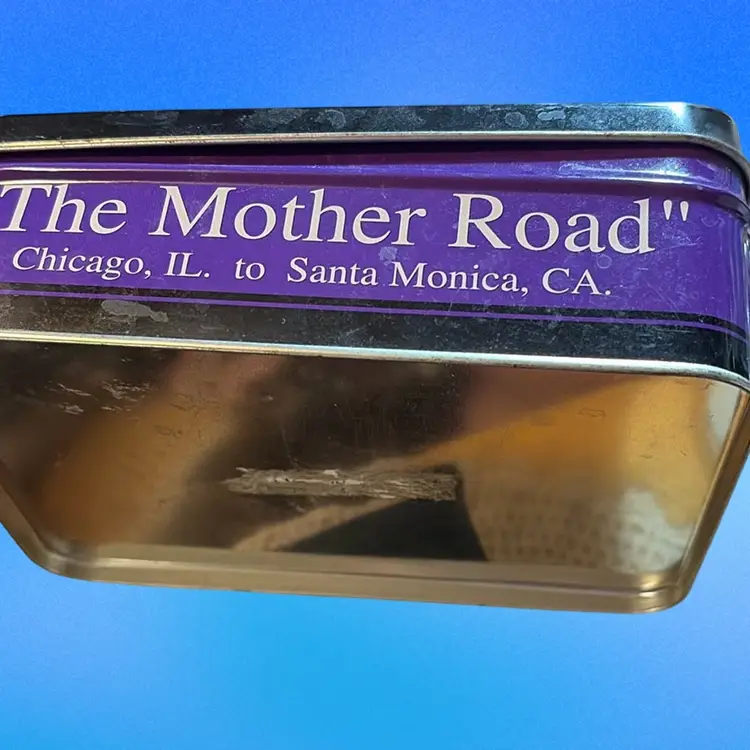 "The Mother Road"
Chicago, IL. to Santa Monica, CA.